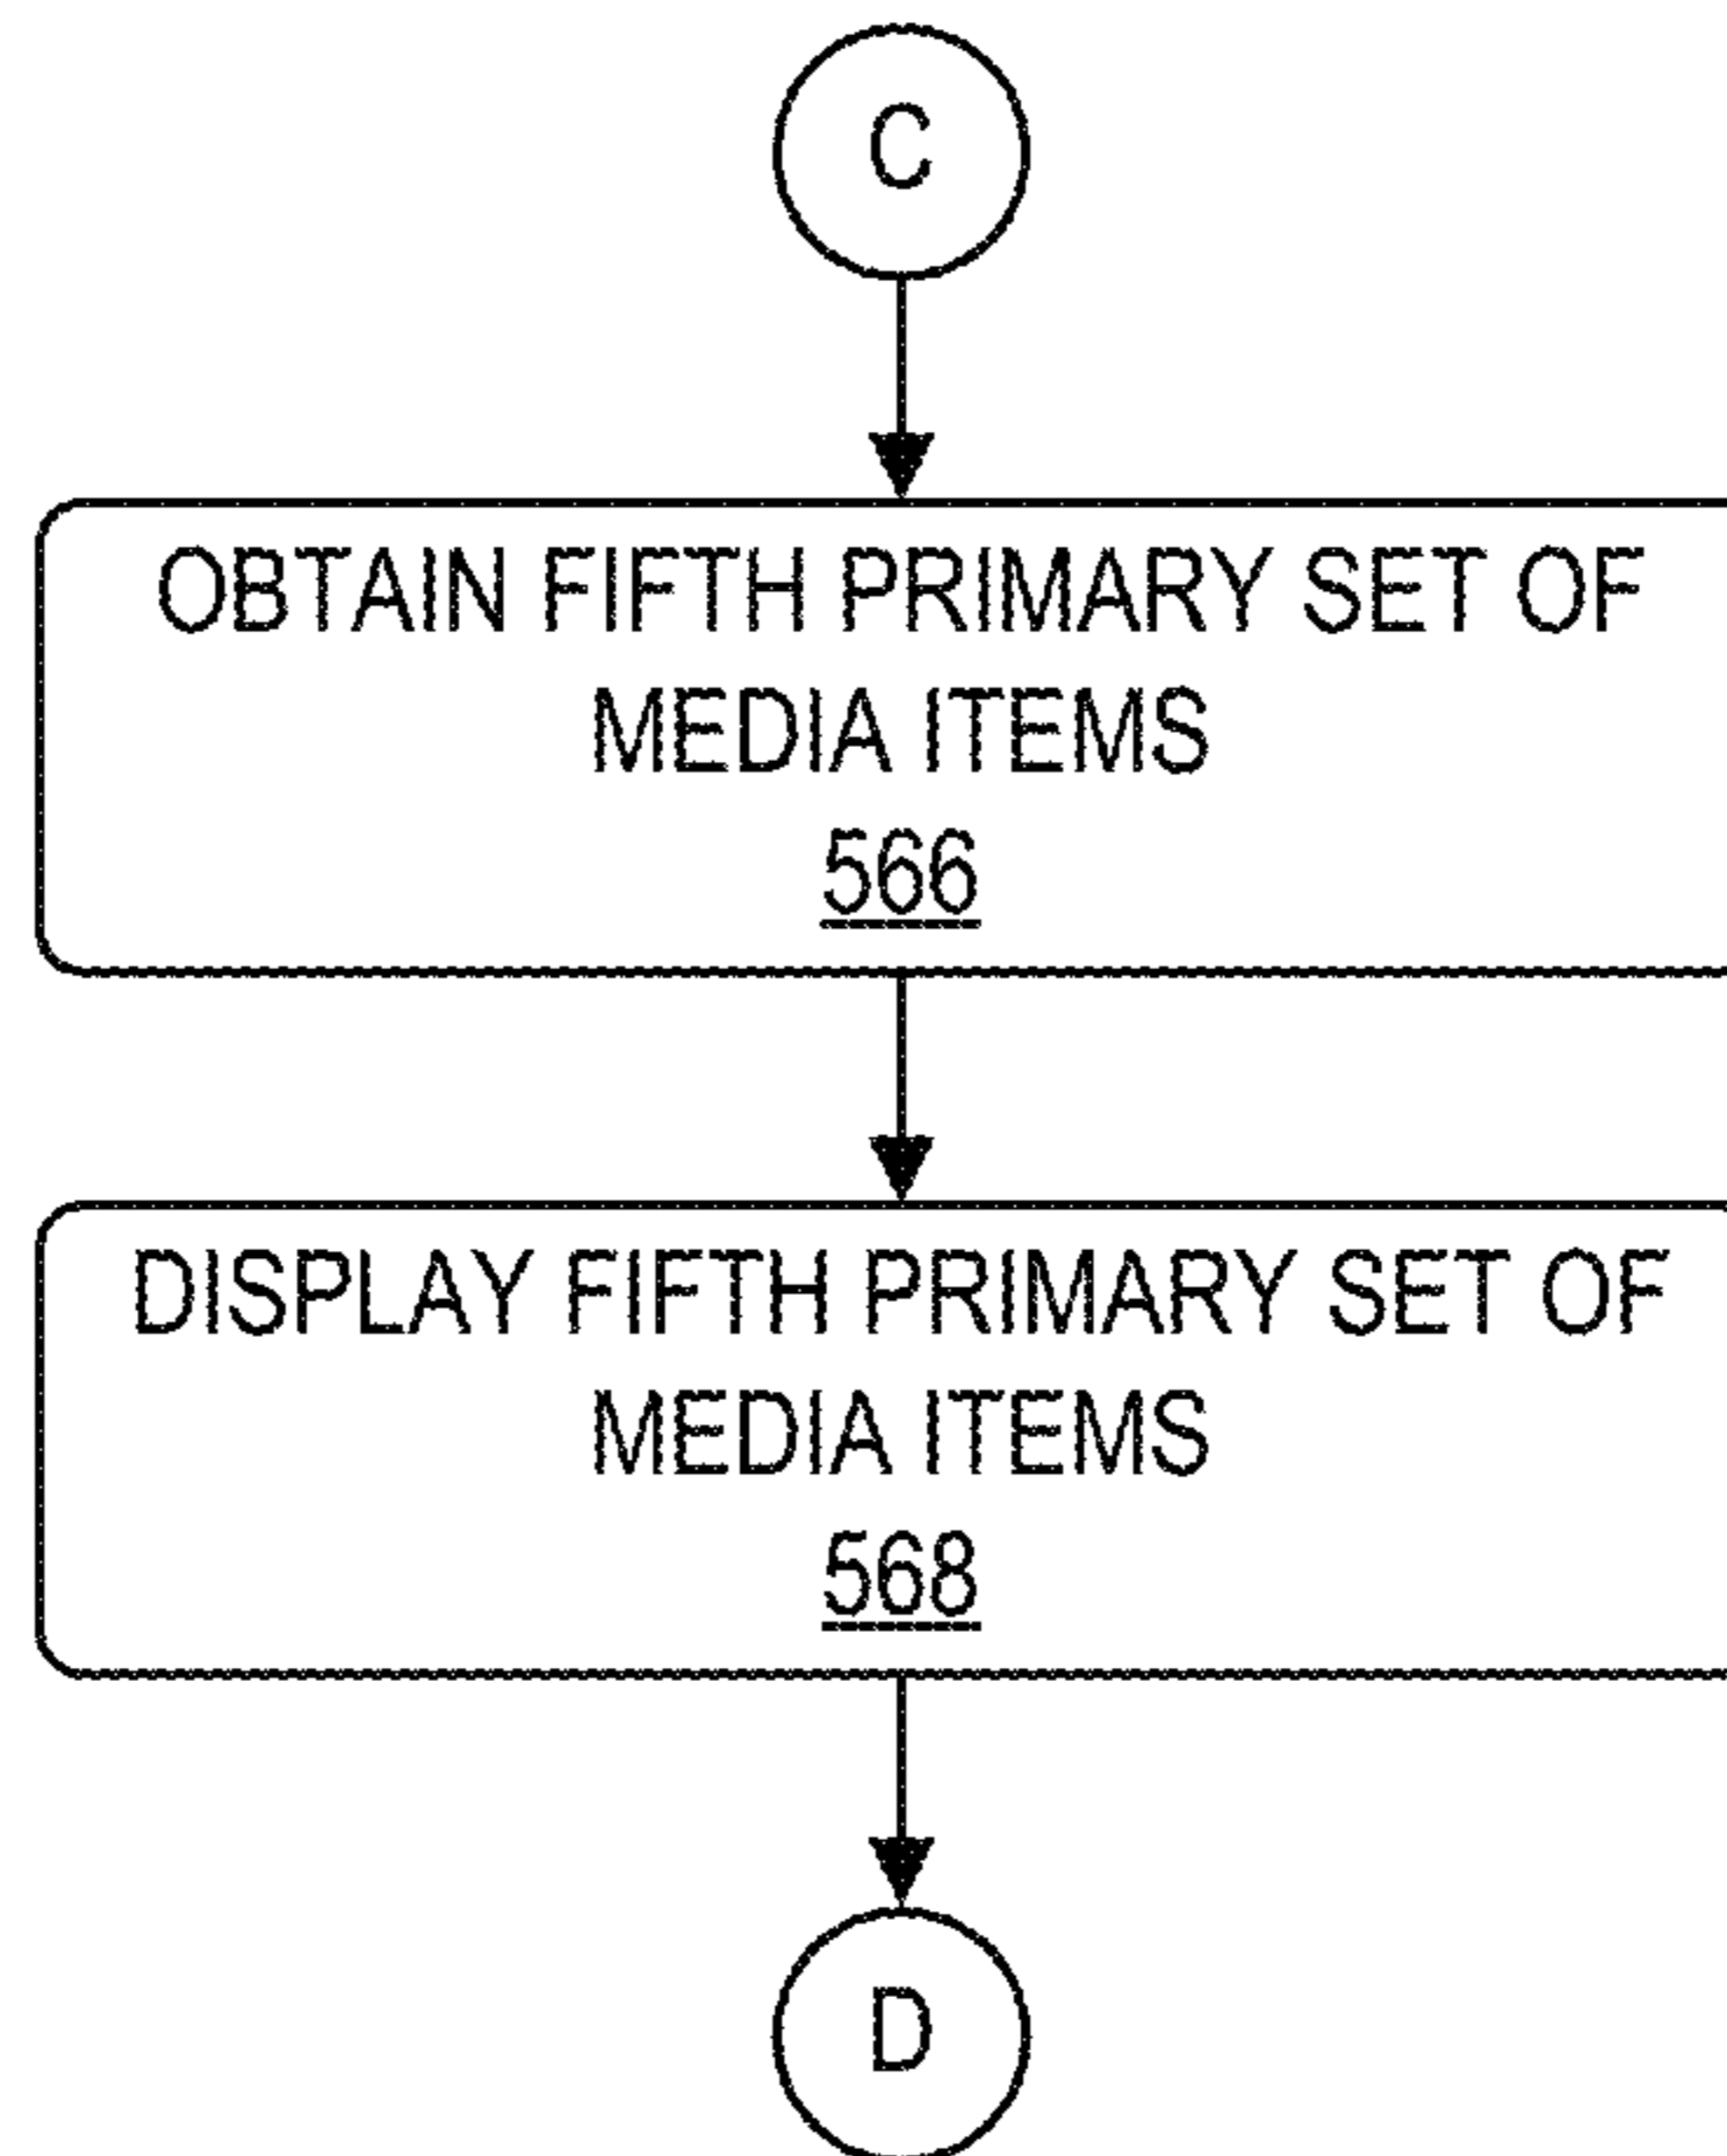 C
OBTAIN FIFTH PRIMARY SET OF
MEDIA ITEMS
566
DISPLAY FIFTH PRIMARY SET OF
MEDIA ITEMS
568
D